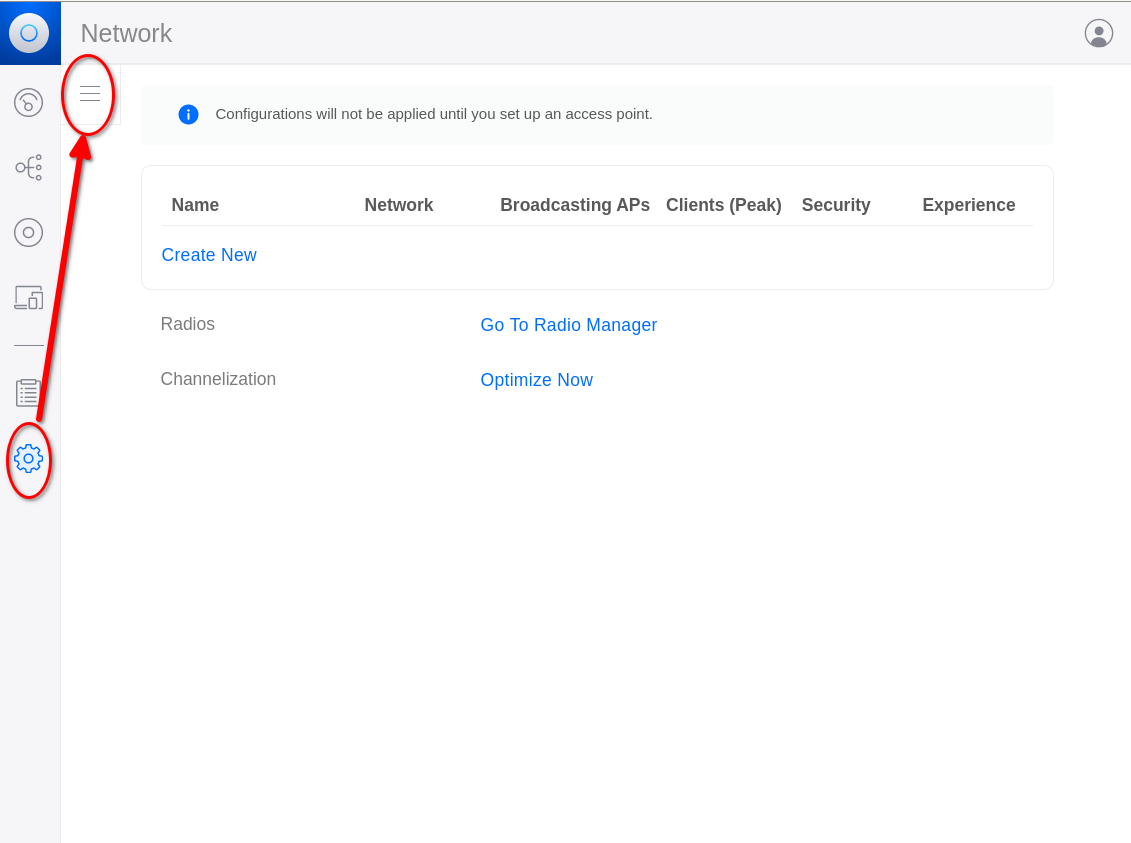 Network
Configurations will not be applied until you set up an access point.
Name Network Broadcasting APs Clients (Peak) Security Experience
Create New
Radios Go To Radio Manager
Channelization Optimize Now